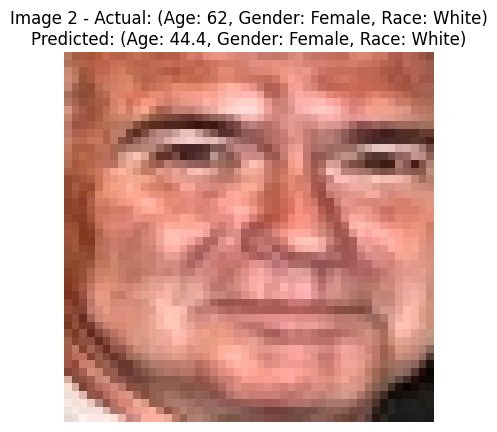 Image 2 - Actual: (Age: 62, Gender: Female, Race: White)
Predicted: (Age: 44.4, Gender: Female, Race: White)